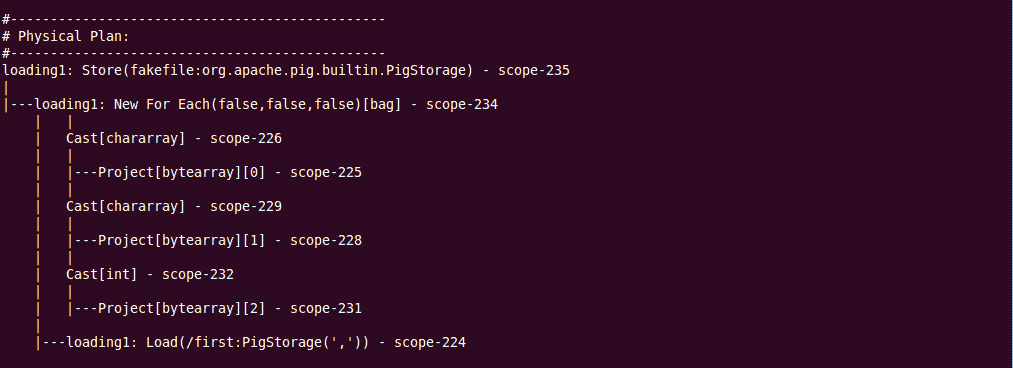 #-----------------------------------------------
# Physical Plan:
#-----------------------------------------------
loading1: Store(fakefile:org.apache.pig.builtin.PigStorage) - scope-235
|
|---loading1: New For Each(false,false,false)[bag] - scope-234
    |   |
    |   Cast[chararray] - scope-226
    |   |
    |   |---Project[bytearray][0] - scope-225
    |   |
    |   Cast[chararray] - scope-229
    |   |
    |   |---Project[bytearray][1] - scope-228
    |   |
    |   Cast[int] - scope-232
    |   |
    |   |---Project[bytearray][2] - scope-231
    |
    |---loading1: Load(/first:PigStorage(',')) - scope-224